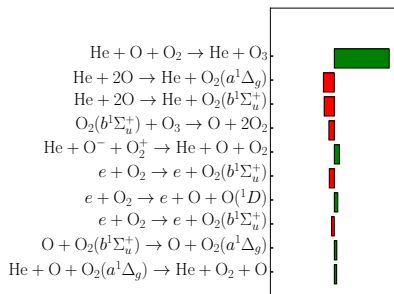 He + O + O₂ → He + O₃
He + 2O → He + O₂(a¹Δg)
He + 2O → He + O₂(b¹Σᵤ⁺)
O₂(b¹Σᵤ⁺) + O₃ → O + 2O₂
He + O⁻ + O₂⁺ → He + O + O₂
e + O₂ → e + O₂(b¹Σᵤ⁺)
e + O₂ → e + O + O(¹D)
e + O₂ → e + O₂(b¹Σᵤ⁺)
O + O₂(b¹Σᵤ⁺) → O + O₂(a¹Δg)
He + O + O₂(a¹Δg) → He + O₂ + O